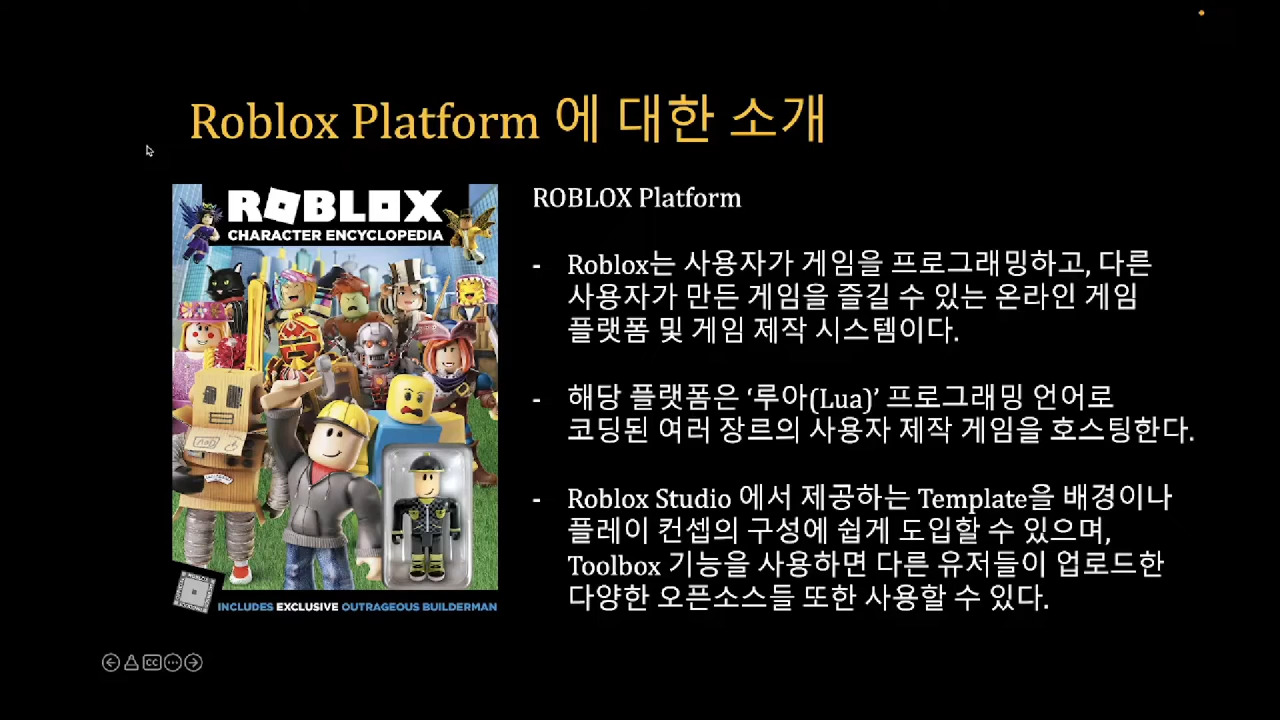 Roblox Platform 에 대한 소개
ROBLOX
CHARACTER ENCYCLOPEDIA
INCLUDES EXCLUSIVE OUTRAGEOUS BUILDERMAN
ROBLOX Platform
- Roblox는 사용자가 게임을 프로그래밍하고, 다른
사용자가 만든 게임을 즐길 수 있는 온라인 게임
플랫폼 및 게임 제작 시스템이다.
- 해당 플랫폼은 ‘루아(Lua)’ 프로그래밍 언어로
코딩된 여러 장르의 사용자 제작 게임을 호스팅한다.
- Roblox Studio 에서 제공하는 Template을 배경이나
플레이 컨셉의 구성에 쉽게 도입할 수 있으며,
Toolbox 기능을 사용하면 다른 유저들이 업로드한
다양한 오픈소스들 또한 사용할 수 있다.
CC